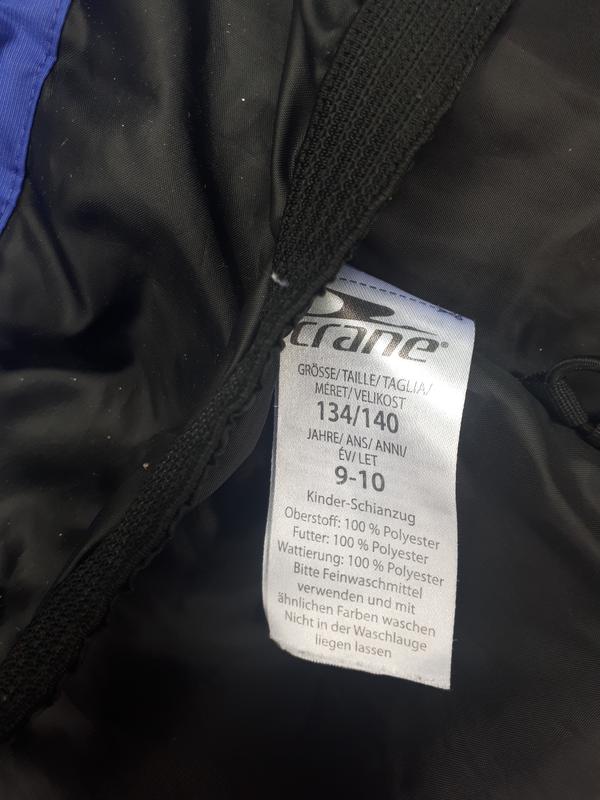 crane®
GRÖSSE/TAILLE/TAGLIA/
MÉRET/VELIKOST
134/140
JAHRE/ANS/ANNI/
ÉV/LET
9-10
Kinder-Schianzug
Oberstoff: 100 % Polyester
Futter: 100 % Polyester
Wattierung: 100 % Polyester
Bitte Feinwaschmittel
verwenden und mit
ähnlichen Farben waschen
Nicht in der Waschlauge
liegen lassen